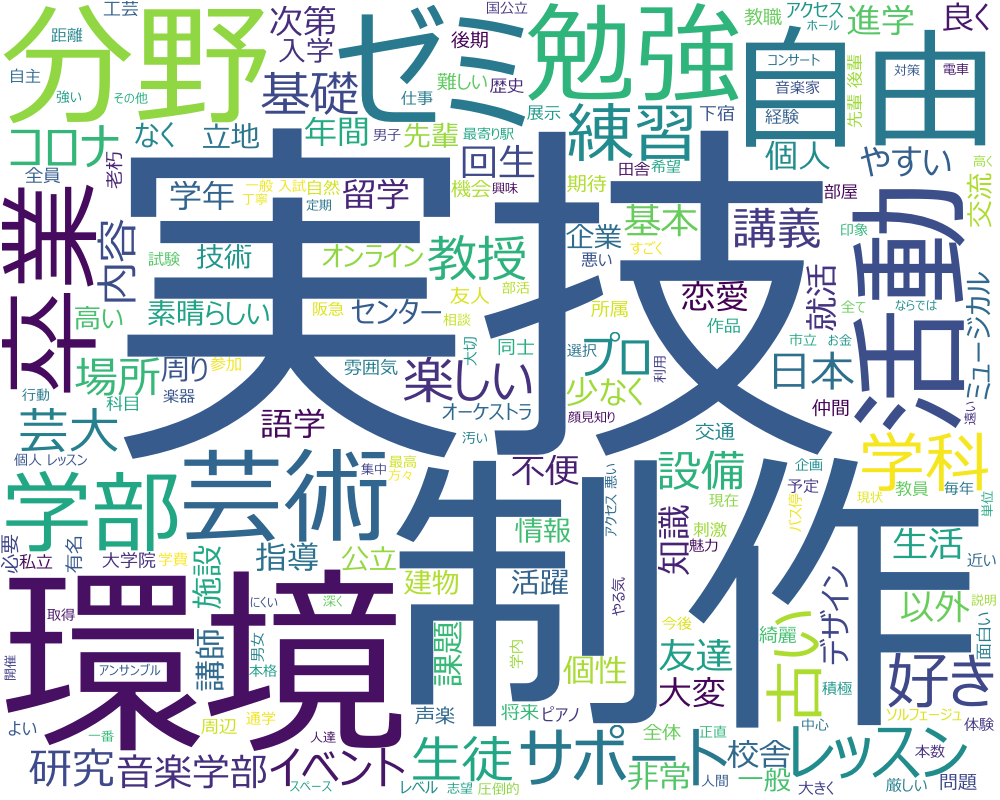 工芸
国公立
アクセス
ホール
分野
ゼミ
勉強
自由
次第
入学
後期
教職
進学
良く
距離
自主
強い
その他
基礎
難しい
歴史
仕事
コンサート
音楽家
経験
対策
電車
先輩 後輩
展示
下宿
コロナ
なく
立地
年間
先輩
男子
最寄り駅
練習
個人
やすい
全員
老朽
回生
田舎
希望
学年
一般 入試
丁寧
自然
定期
留学
機会
興味
期待
基本
講義
部屋
交流
高く
卒業
内容
技術
試験
オンライン
教授
企業
悪い
すごく
印象
活動
素晴らしい
阪急
センター
友人
部活
相談
所属
恋愛
作品
就活
全て
ならでは
高い
実技
場所
周り
参加
雰囲気
楽しい
大切
同士
選択
プロ
少なく
利用
日本
市立
お金
ミュージカル
行動
科目
楽器
オーケストラ
顔見知り
仲間
遠い
芸大
語学
汚い
交通
個人 レッスン
芸術
集中
最高
方々
不便
アクセス 悪い
設備
現在
企画
予定
学科
教員
毎年
学部
情報
知識
刺激
魅力
バス停
現状
単位
必要
私立
有名
大学院
学費
施設
指導
公立
建物
活躍
やる気
制作
生活
近い
取得
にくい
深く
環境
今後
以外
説明
開催
アンサンブル
男女
本格
講師
課題
学内
個性
友達
綺麗
デザイン
古い
面白い
大変
積極
好き
よい
一番
周辺
通学
人達
声楽
将来
ピアノ
全体
正直
中心
ソルフェージュ
体験
研究
音楽学部
イベント
スペース
レベル
生徒
志望
圧倒的
サポート
非常
人間
校舎
一般
大きく
レッスン
厳しい
本数
問題